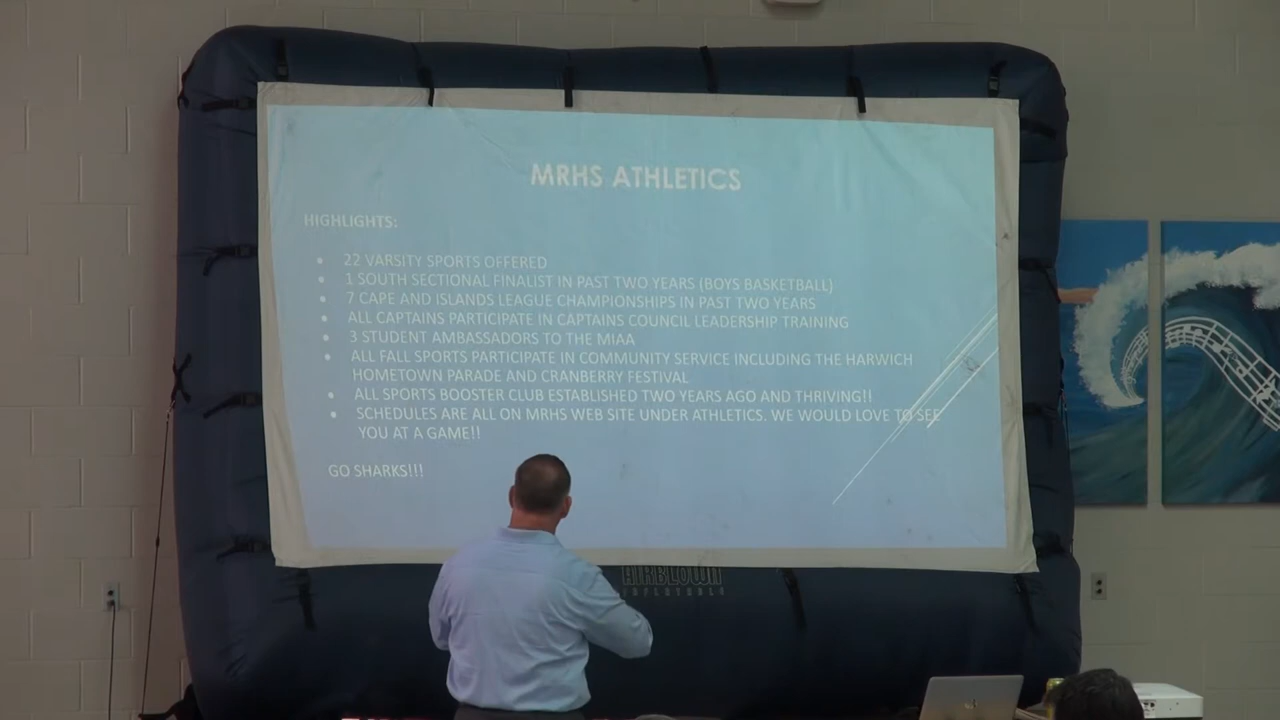 MRHS ATHLETICS
HIGHLIGHTS:
• 22 VARSITY SPORTS OFFERED
• 1 SOUTH SECTIONAL FINALIST IN PAST TWO YEARS (BOYS BASKETBALL)
• 7 CAPE AND ISLANDS LEAGUE CHAMPIONSHIPS IN PAST TWO YEARS
• ALL CAPTAINS PARTICIPATE IN CAPTAINS COUNCIL LEADERSHIP TRAINING
• 3 STUDENT AMBASSADORS TO THE MIAA
• ALL FALL SPORTS PARTICIPATE IN COMMUNITY SERVICE INCLUDING THE HARWICH
HOMETOWN PARADE AND CRANBERRY FESTIVAL
• ALL SPORTS BOOSTER CLUB ESTABLISHED TWO YEARS AGO AND THRIVING!!
• SCHEDULES ARE ALL ON MRHS WEB SITE UNDER ATHLETICS. WE WOULD LOVE TO SEE
YOU AT A GAME!!
GO SHARKS!!!
AIRBLOWN
INFLATABLE